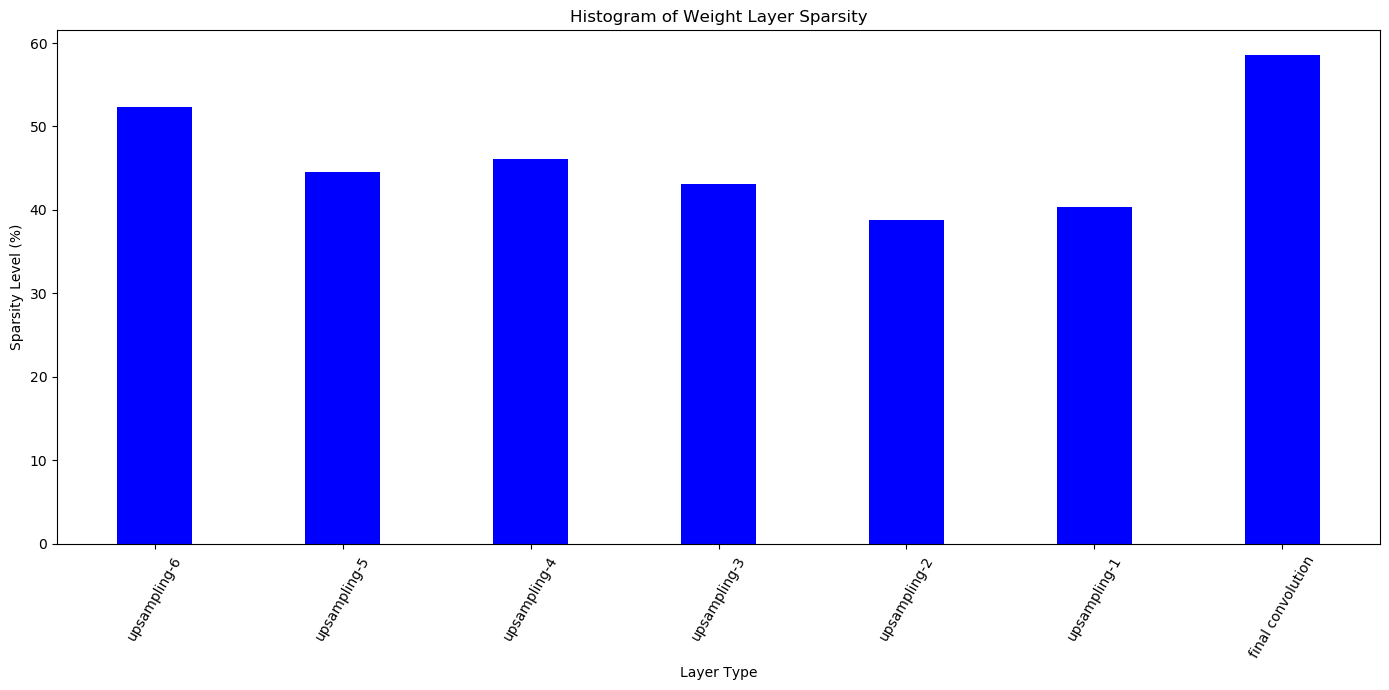 Histogram of Weight Layer Sparsity
Sparsity Level (%)
60
50
40
30
20
10
0
upsampling-6
upsampling-5
upsampling-4
upsampling-3
upsampling-2
upsampling-1
final convolution
Layer Type